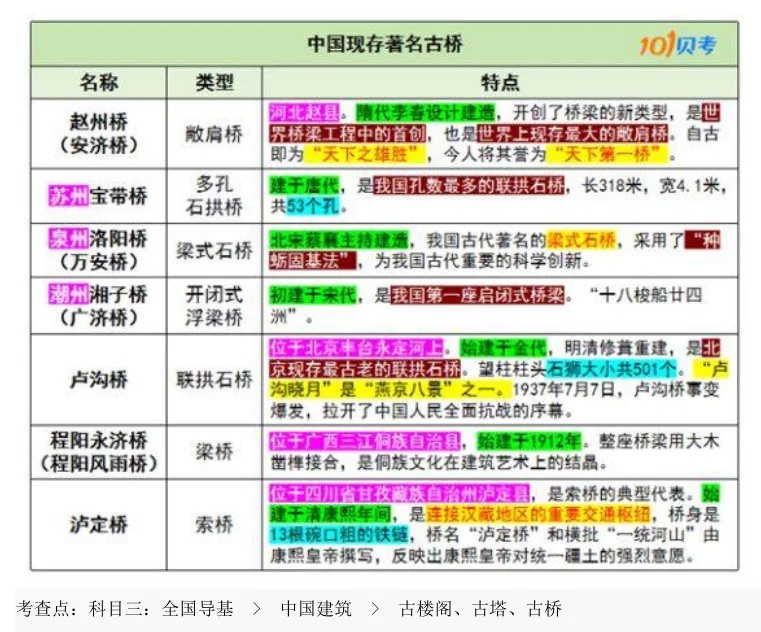 中国现存著名古桥
101贝考
名称 类型 特点
赵州桥
（安济桥）
敞肩桥
河北赵县。隋代李春设计建造，开创了桥梁的新类型，是世
界桥梁工程中的首创，也是世界上现存最大的敞肩桥。自古
即为“天下之雄胜”，今人将其誉为“天下第一桥”。
苏州宝带桥
多孔
石拱桥
建于唐代，是我国孔数最多的联拱石桥，长318米，宽4.1米，
共53个孔。
泉州洛阳桥
（万安桥）
梁式石桥
北宋蔡襄主持建造，我国古代著名的梁式石桥，采用了“种
蛎固基法”，为我国古代重要的科学创新。
潮州湘子桥
（广济桥）
开闭式
浮梁桥
初建于宋代，是我国第一座启闭式桥梁。“十八梭船廿四
洲”。
卢沟桥
联拱石桥
位于北京丰台永定河上。始建于金代，明清修葺重建，是北
京现存最古老的联拱石桥。望柱柱头石狮大小共501个。“卢
沟晓月”是“燕京八景”之一。1937年7月7日，卢沟桥事变
爆发，拉开了中国人民全面抗战的序幕。
程阳永济桥
（程阳风雨桥）
梁桥
位于广西三江侗族自治县，始建于1912年。整座桥梁用大木
凿榫接合，是侗族文化在建筑艺术上的结晶。
泸定桥
索桥
位于四川省甘孜藏族自治州泸定县，是索桥的典型代表。始
建于清康熙年间，是连接汉藏地区的重要交通枢纽，桥身是
13根碗口粗的铁链，桥名“泸定桥”和横批“一统河山”由
康熙皇帝撰写，反映出康熙皇帝对统一疆土的强烈意愿。
考查点：科目三：全国导基 > 中国建筑 > 古楼阁、古塔、古桥